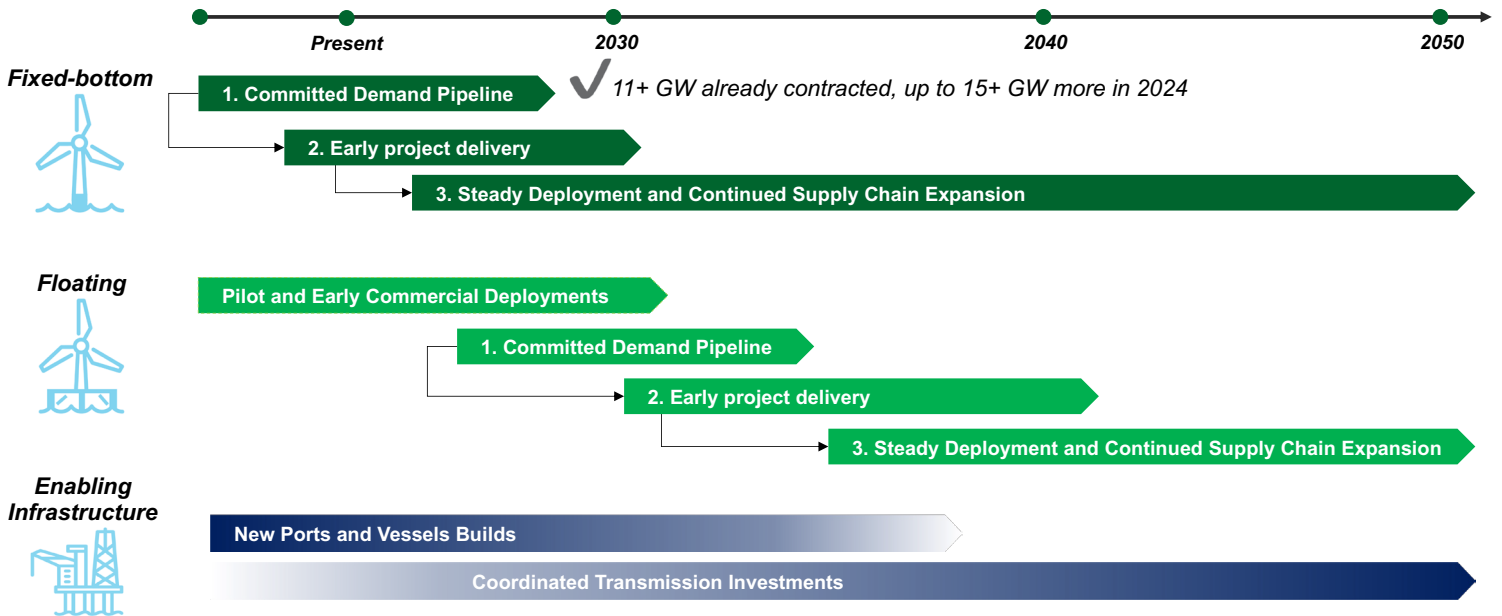 Present
2030
2040
2050
Fixed-bottom
1. Committed Demand Pipeline
11+ GW already contracted, up to 15+ GW more in 2024
2. Early project delivery
3. Steady Deployment and Continued Supply Chain Expansion
Floating
Pilot and Early Commercial Deployments
1. Committed Demand Pipeline
2. Early project delivery
3. Steady Deployment and Continued Supply Chain Expansion
Enabling
Infrastructure
New Ports and Vessels Builds
Coordinated Transmission Investments